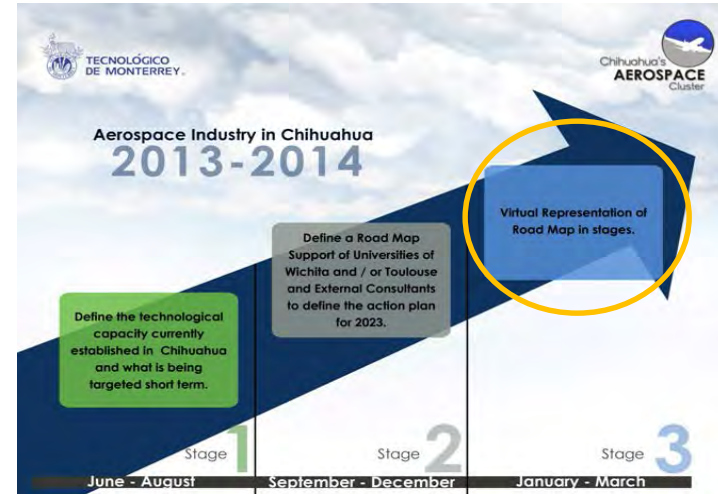 TECNOLÓGICO
DE MONTERREY.
Chihuahua's
AEROSPACE
Cluster
Aerospace Industry in Chihuahua
2013-2014
Virtual Representation of
Road Map in stages.
Define a Road Map
Support of Universities of
Wichita and / or Toulouse
and External Consultants
to define the action plan
for 2023.
Define the technological
capacity currently
established in Chihuahua
and what is being
targeted short term.
Stage 1
Stage 2
Stage 3
June - August
September - December
January - March